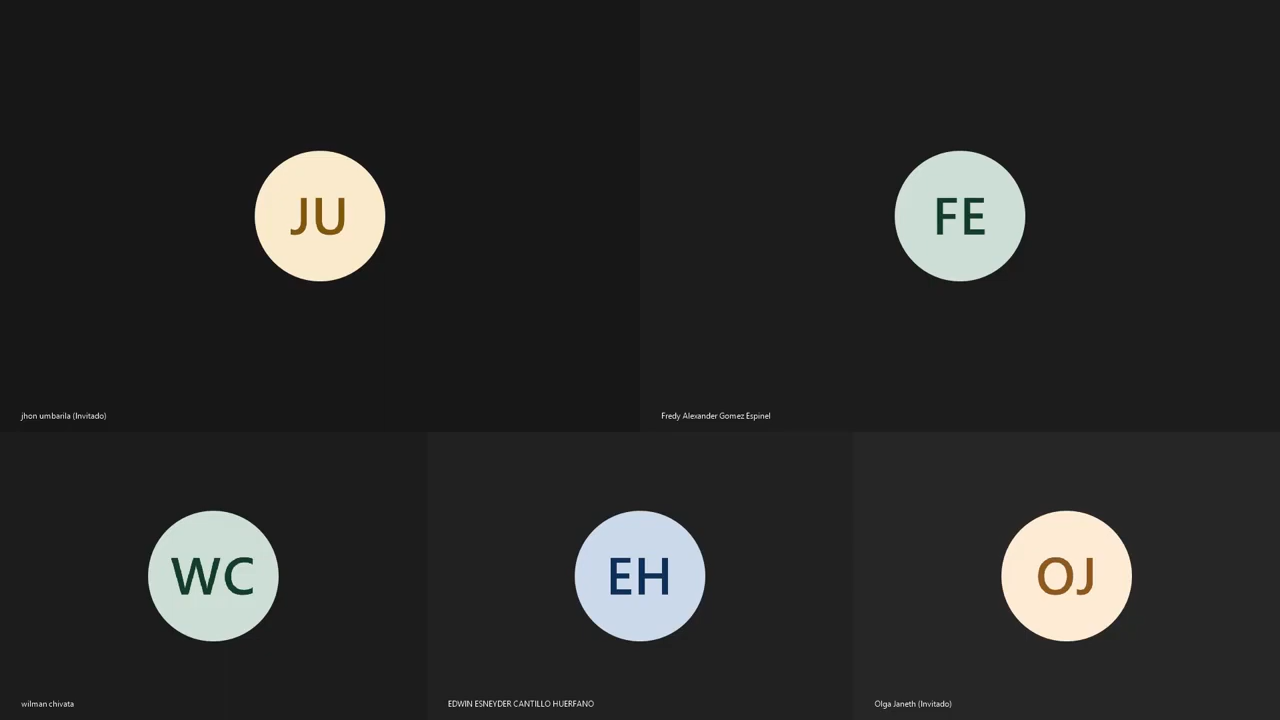 JU
FE
jhon umbarila (Invitado)
Fredy Alexander Gomez Espinel
WC
EH
OJ
wilman chivata
EDWIN ESNEYDER CANTILLO HUERFANO
Olga Janeth (Invitado)